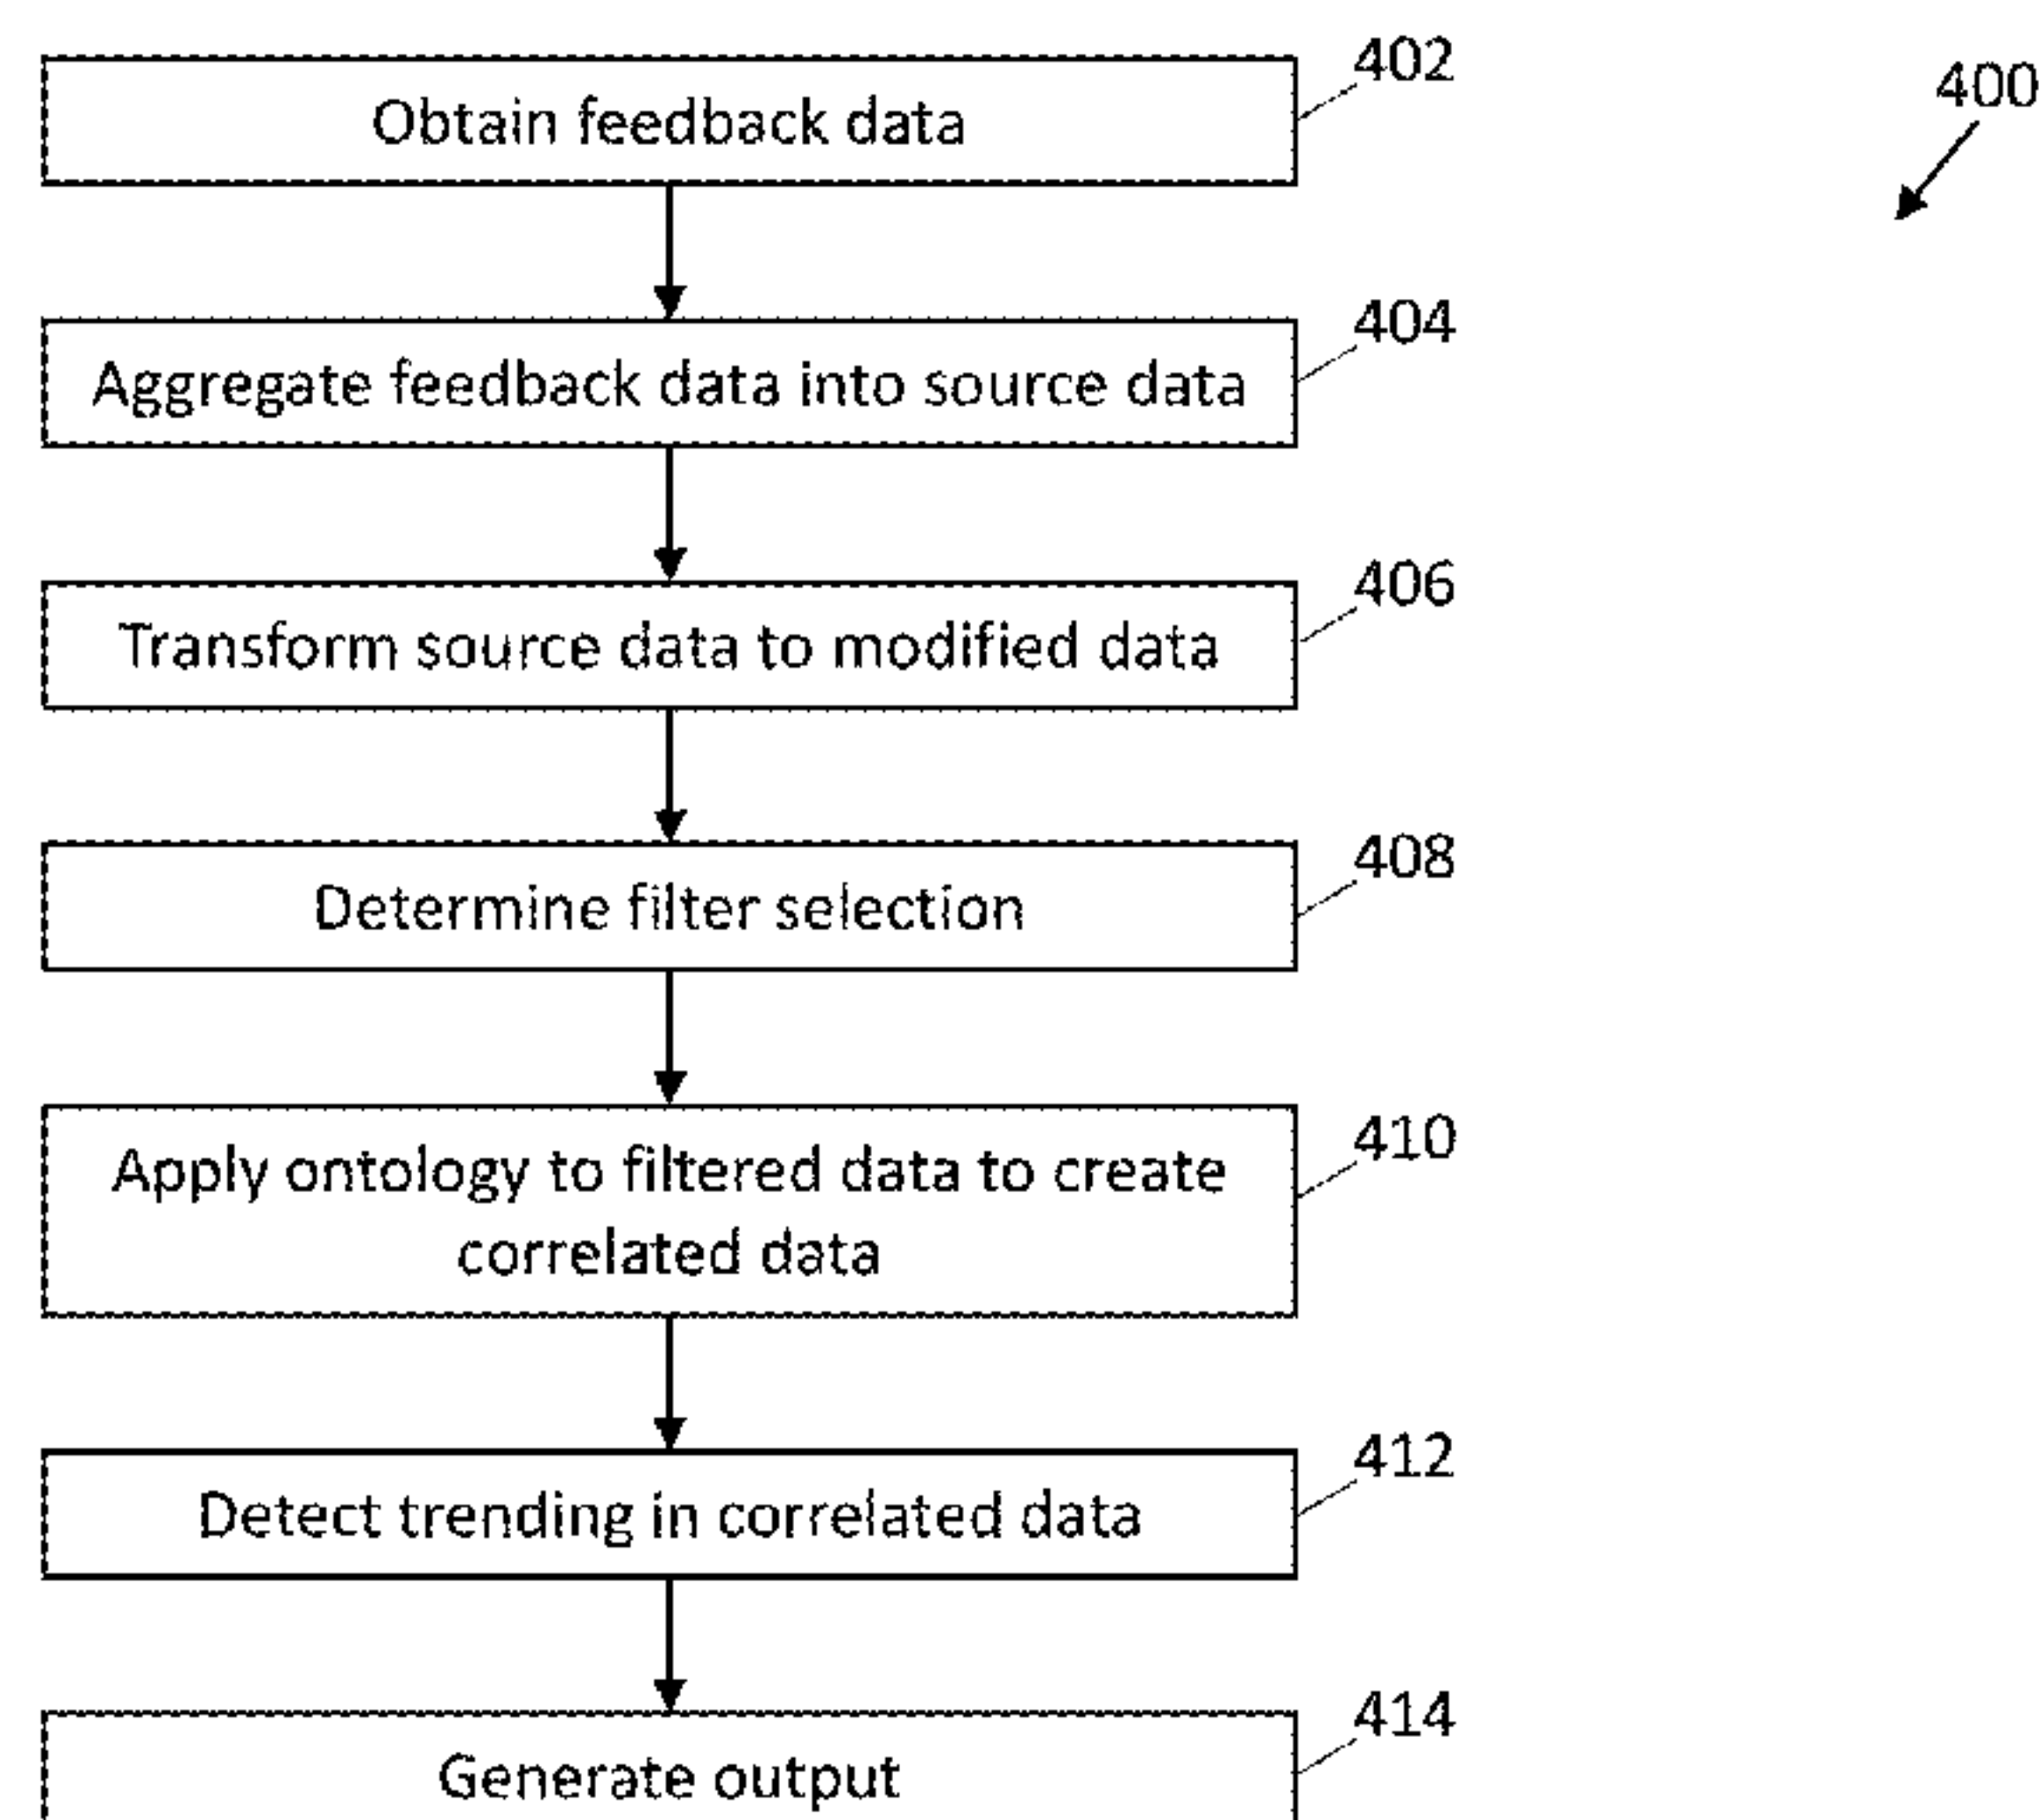 402
400
Obtain feedback data
404
Aggregate feedback data into source data
406
Transform source data to modified data
408
Determine filter selection
410
Apply ontology to filtered data to create
correlated data
412
Detect trending in correlated data
414
Generate output